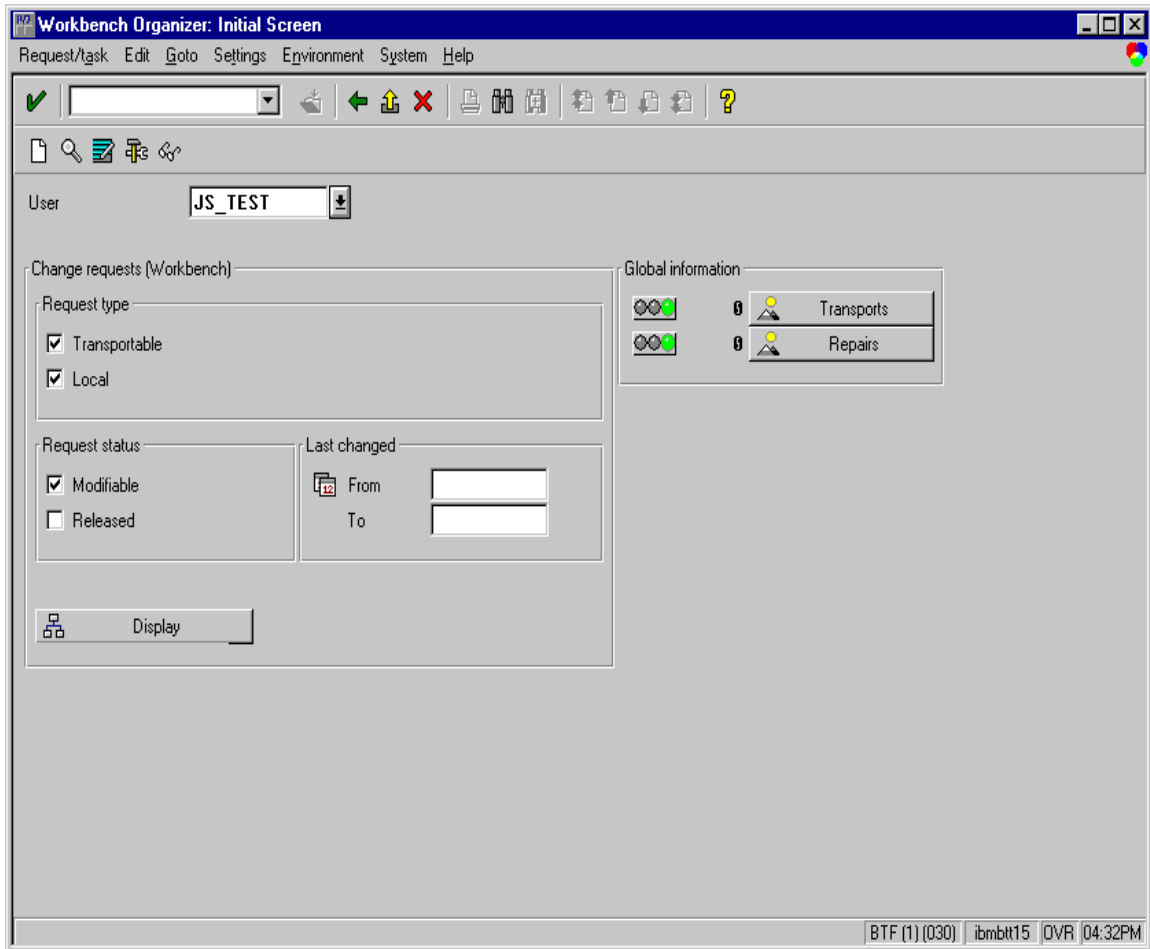 Workbench Organizer: Initial Screen
Request/task Edit Goto Settings Environment System Help
User JS_TEST
Change requests (Workbench)
Request type
Transportable
Local
Request status
Modifiable
Released
Last changed
From
To
Display
Global information
0 Transports
0 Repairs
BTF (1) (030) ibmbtt15 OVR 04:32PM